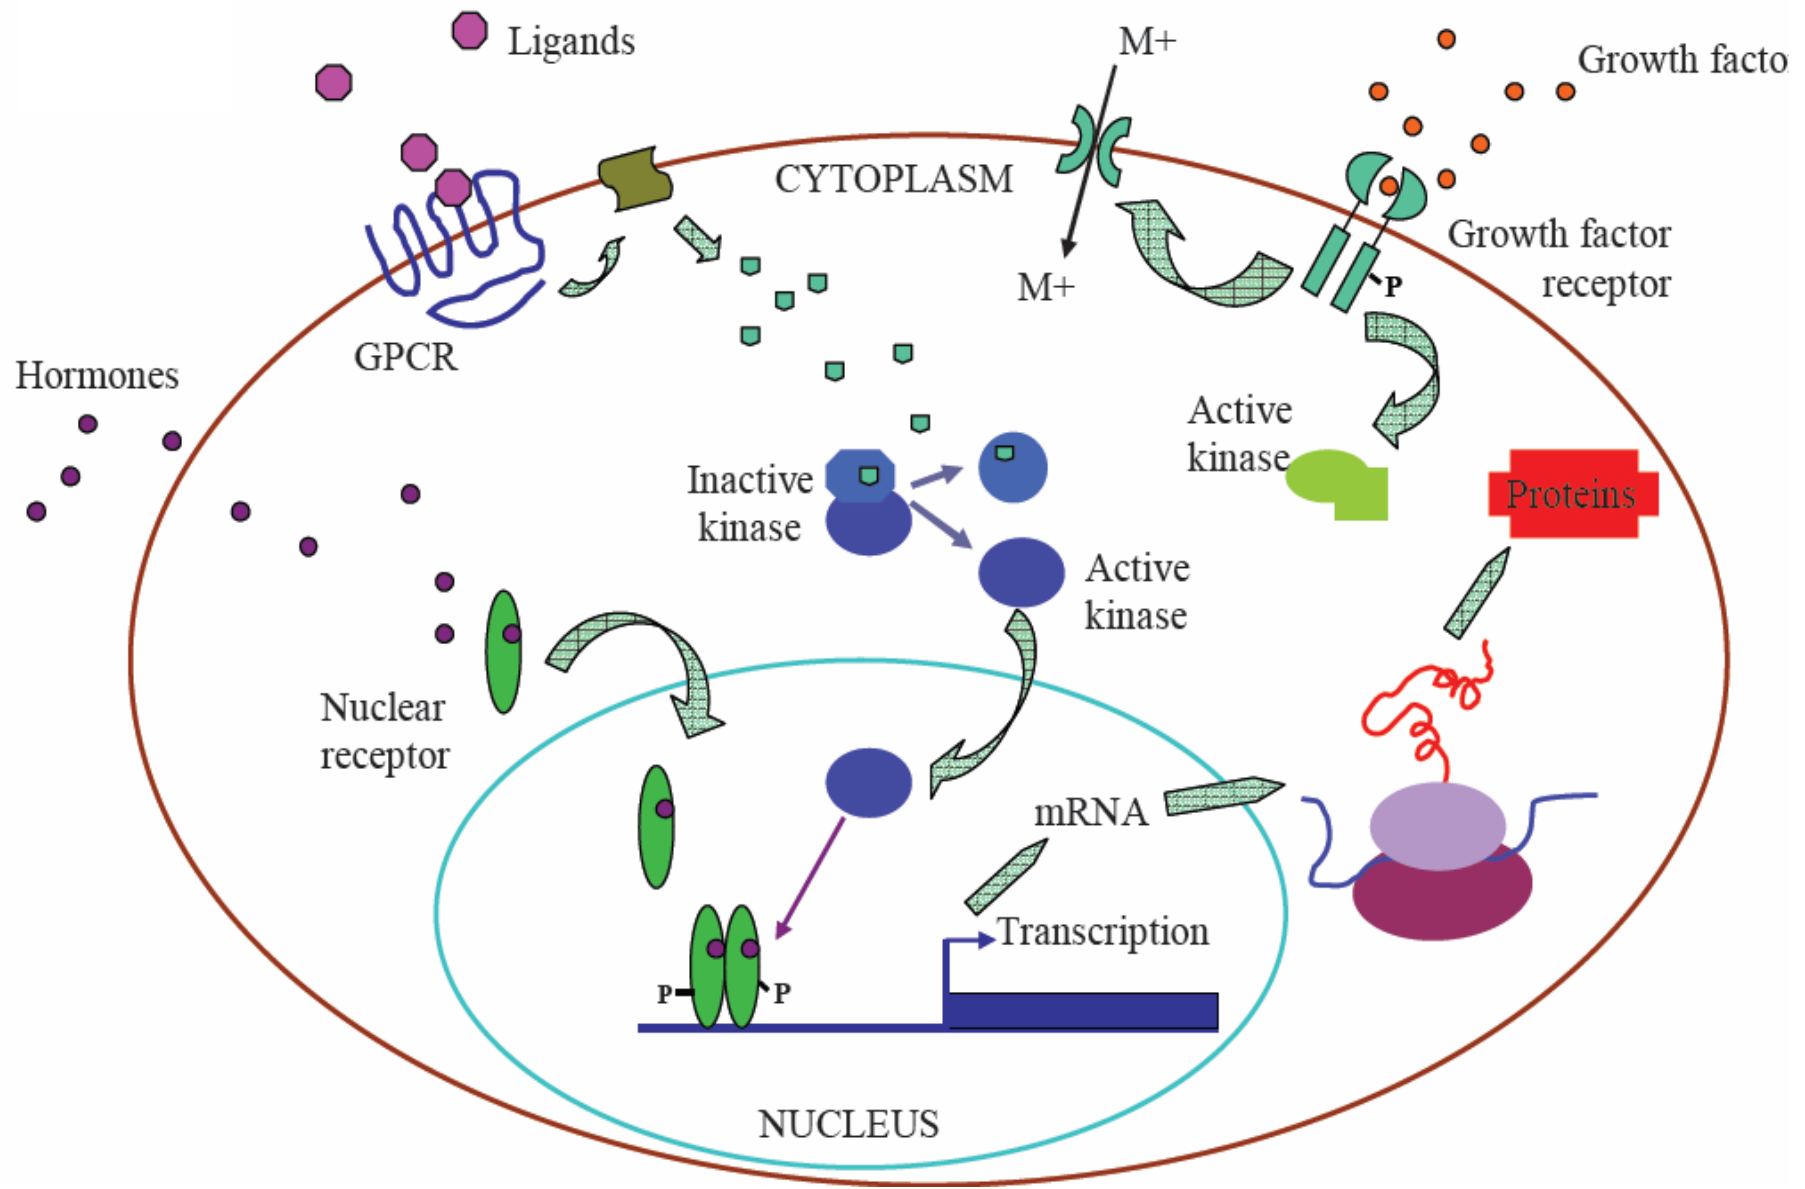 Ligands
M+
Growth facto
CYTOPLASM
Growth factor
receptor
M+
P
GPCR
Hormones
Active
kinase
Inactive
kinase
Proteins
Active
kinase
Nuclear
receptor
mRNA
Transcription
P
P
NUCLEUS